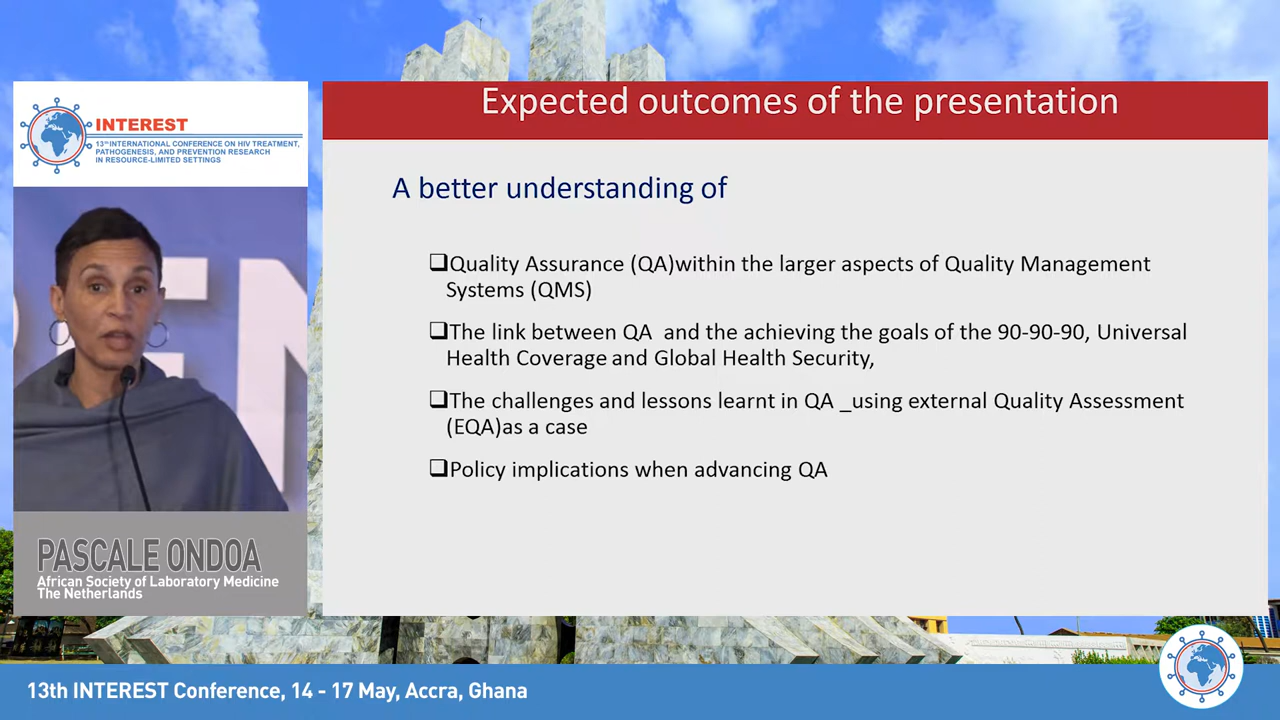 Expected outcomes of the presentation
INTEREST
13th INTERNATIONAL CONFERENCE ON HIV TREATMENT,
PATHOGENESIS, AND PREVENTION RESEARCH
IN RESOURCE-LIMITED SETTINGS
A better understanding of
❑Quality Assurance (QA)within the larger aspects of Quality Management
Systems (QMS)
❑The link between QA  and the achieving the goals of the 90-90-90, Universal
Health Coverage and Global Health Security,
❑The challenges and lessons learnt in QA _using external Quality Assessment
(EQA)as a case
❑Policy implications when advancing QA
PASCALE ONDOA
African Society of Laboratory Medicine
The Netherlands
13th INTEREST Conference, 14 - 17 May, Accra, Ghana